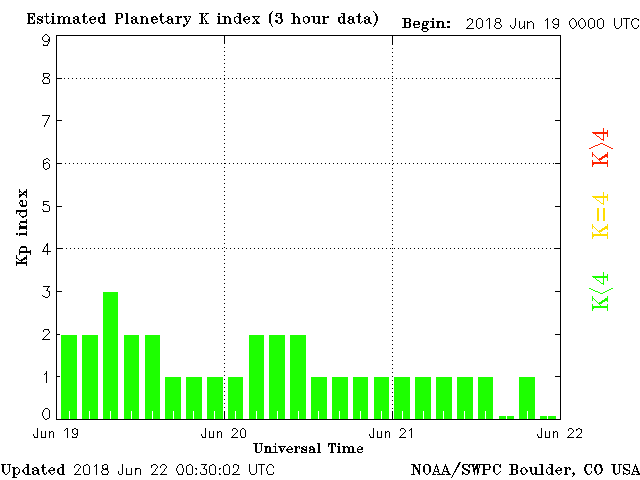 Estimated Planetary K index (3 hour data) Begin: 2018 Jun 19 0000 UTC
9
8
7
6
5
4
3
2
1
0
Kp index
K>4
K=4
K<4
Jun 19 Jun 20 Jun 21 Jun 22
Universal Time
Updated 2018 Jun 22 00:30:02 UTC NOAA/SWPC Boulder, CO USA